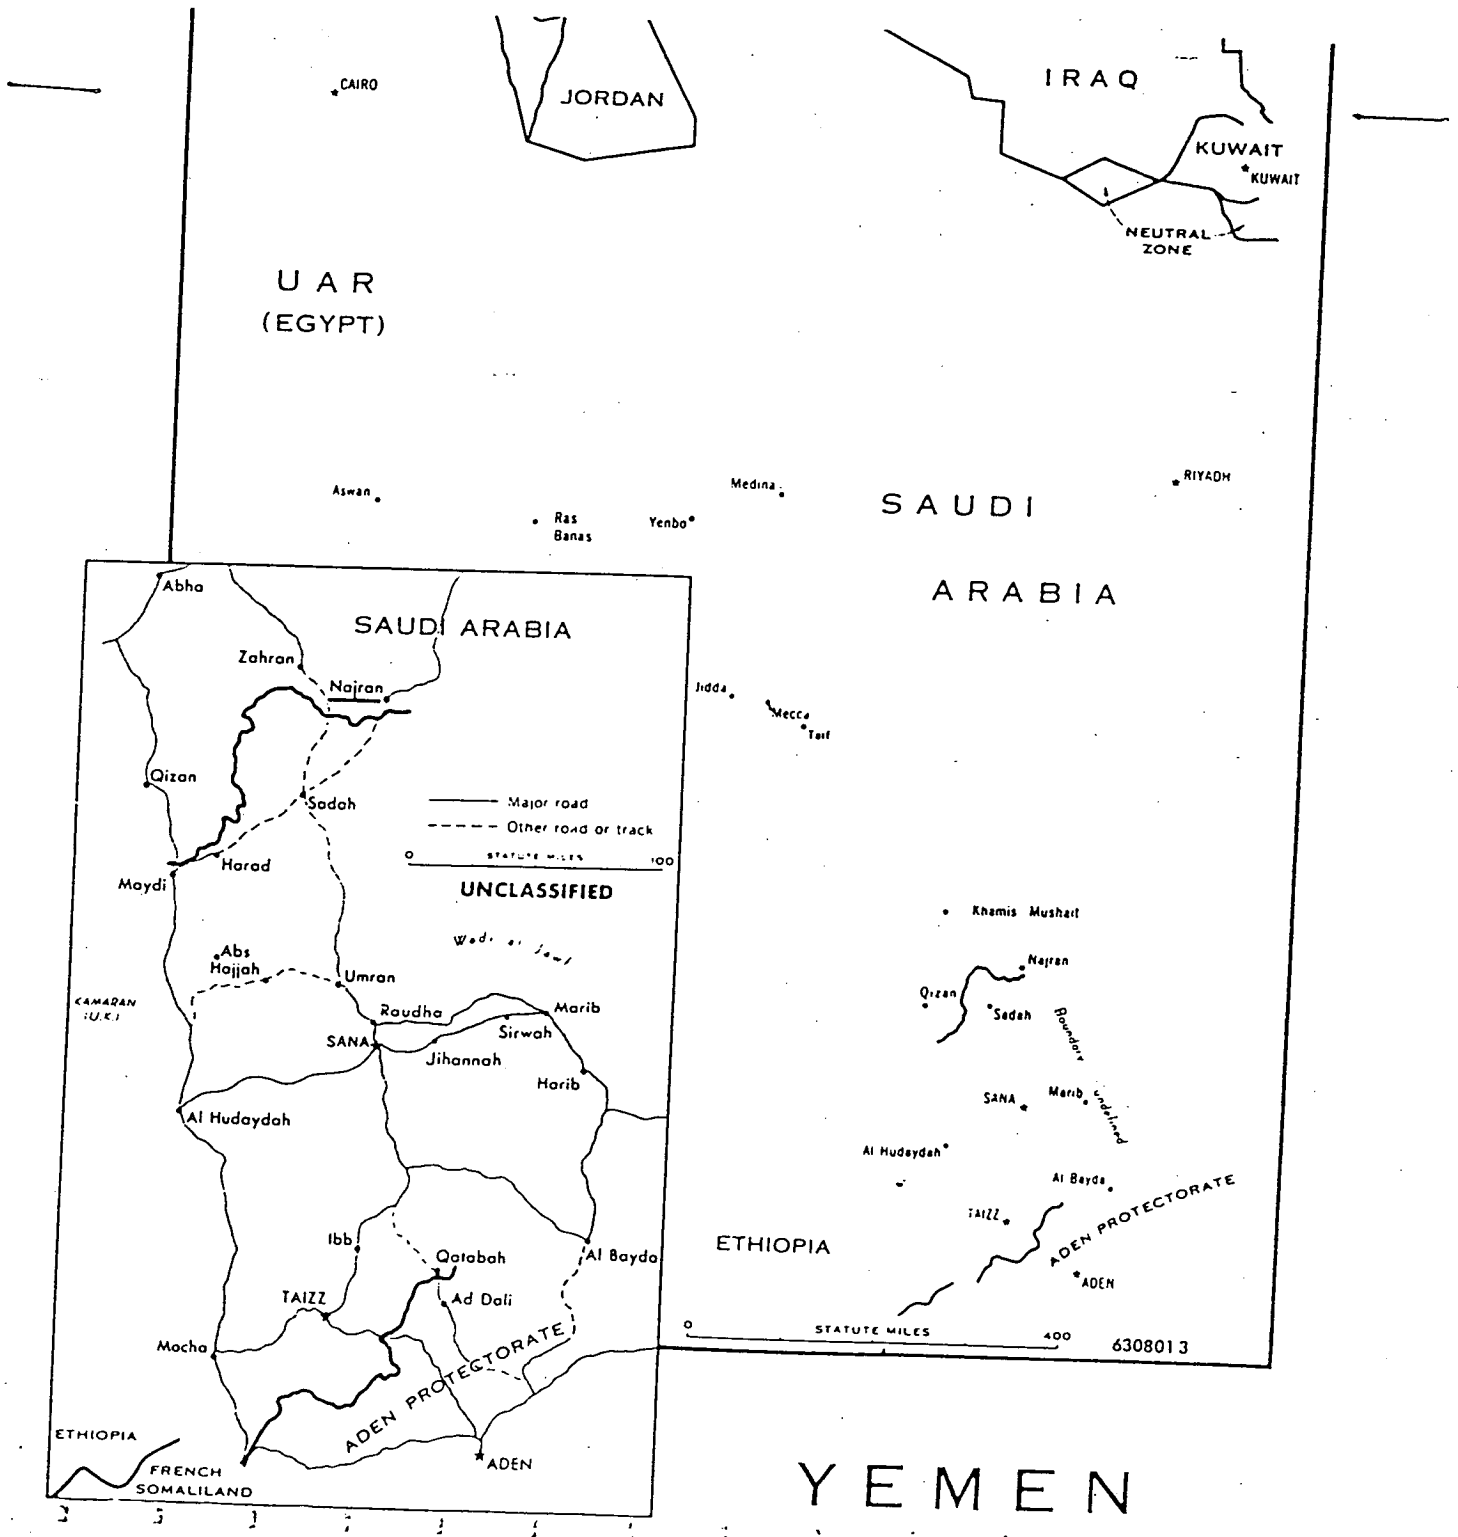 CAIRO
JORDAN
IRAQ
KUWAIT
KUWAIT
NEUTRAL
ZONE
UAR
(EGYPT)
Aswan
Ras
Banas
Yenbo
Medina
RIYADH
SAUDI
ARABIA
Jidda
Mecca
Taif
Khamis Mushait
Najran
Qizan
Sadah
Boundary
undefined
SANA
Marib
Al Hudaydah
Al Bayda
TAIZZ
ADEN PROTECTORATE
ETHIOPIA
ADEN
0
STATUTE MILES
400
6308013
Abha
SAUDI ARABIA
Zahran
Najran
Qizan
Sadah
Major road
Other road or track
0
STATUTE MILES
100
UNCLASSIFIED
Harad
Maydi
Abs
Hajjah
Umran
KAMARAN
(U.K.)
Raudha
Marib
Sirwah
SANA
Jihannah
Harib
Al Hudaydah
Ibb
Qatabah
Al Bayda
TAIZZ
Ad Dali
Mocha
ADEN PROTECTORATE
ETHIOPIA
FRENCH
SOMALILAND
ADEN
YEMEN